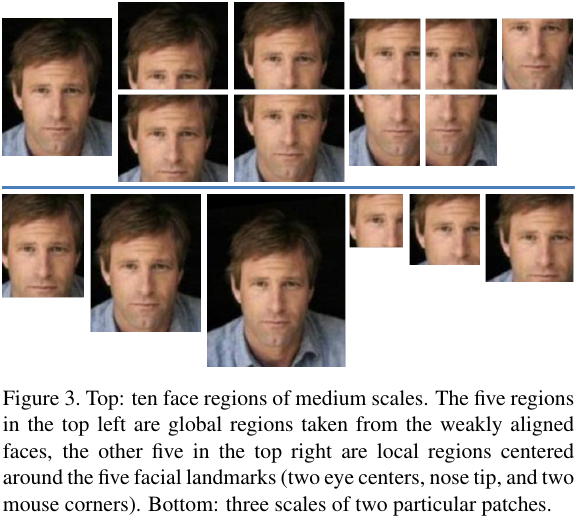 Figure 3. Top: ten face regions of medium scales. The five regions
in the top left are global regions taken from the weakly aligned
faces, the other five in the top right are local regions centered
around the five facial landmarks (two eye centers, nose tip, and two
mouse corners). Bottom: three scales of two particular patches.